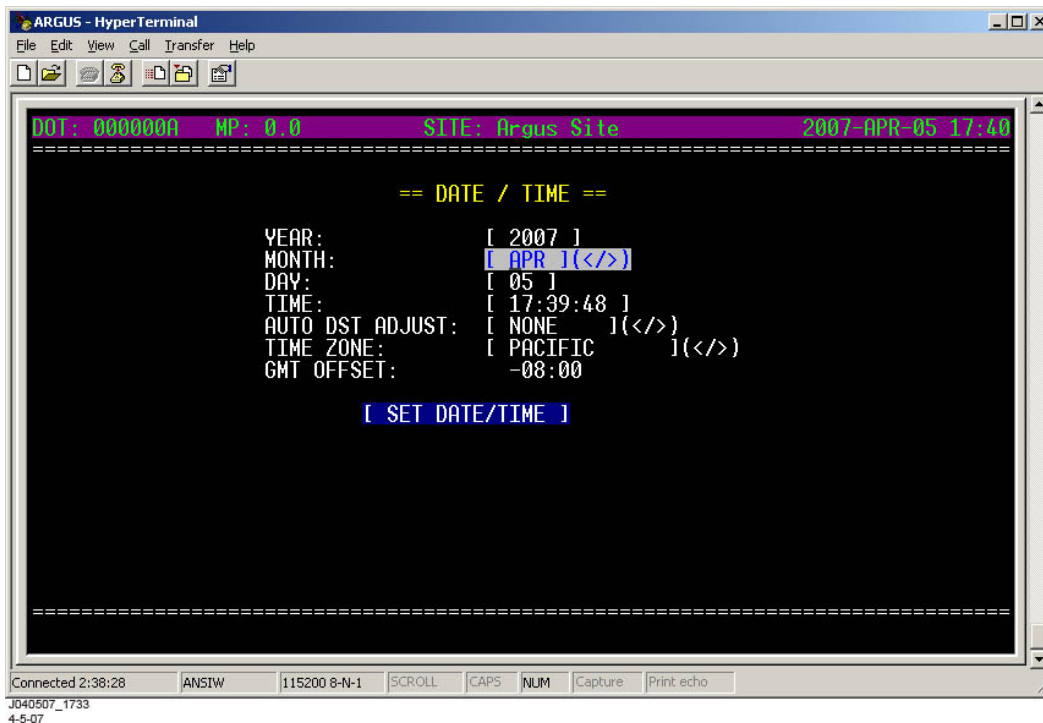 ARGUS - HyperTerminal
File Edit View Call Transfer Help
DOT: 000000A MP: 0.0 SITE: Argus Site 2007-APR-05 17:40
================================================================================
== DATE / TIME ==
YEAR: [ 2007 ]
MONTH: [ APR ](</>)
DAY: [ 05 ]
TIME: [ 17:39:48 ]
AUTO DST ADJUST: [ NONE ](</>)
TIME ZONE: [ PACIFIC ](</>)
GMT OFFSET: -08:00
[ SET DATE/TIME ]
================================================================================
Connected 2:38:28 ANSIW 115200 8-N-1 SCROLL CAPS NUM Capture Print echo
J040507_1733
4-5-07